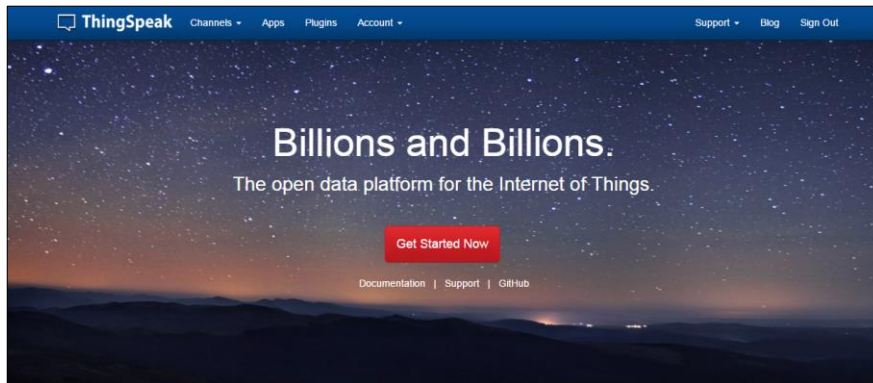 ThingSpeak Channels Apps Plugins Account Support Blog Sign Out
Billions and Billions.
The open data platform for the Internet of Things.
Get Started Now
Documentation | Support | GitHub